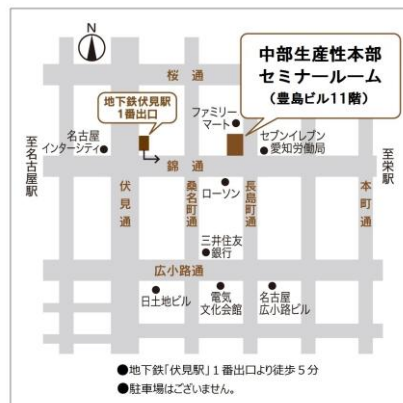 N
中部生産性本部
セミナールーム
（豊島ビル11階）
桜通
地下鉄伏見駅
1番出口
ファミリー
マート
名古屋
インターシティ
セブンイレブン
愛知労働局
至名古屋駅
至栄駅
錦通
伏見通
桑名町通
長島町通
本町通
ローソン
三井住友
銀行
広小路通
日土地ビル
電気
文化会館
名古屋
広小路ビル
●地下鉄「伏見駅」1番出口より徒歩5分
●駐車場はございません。